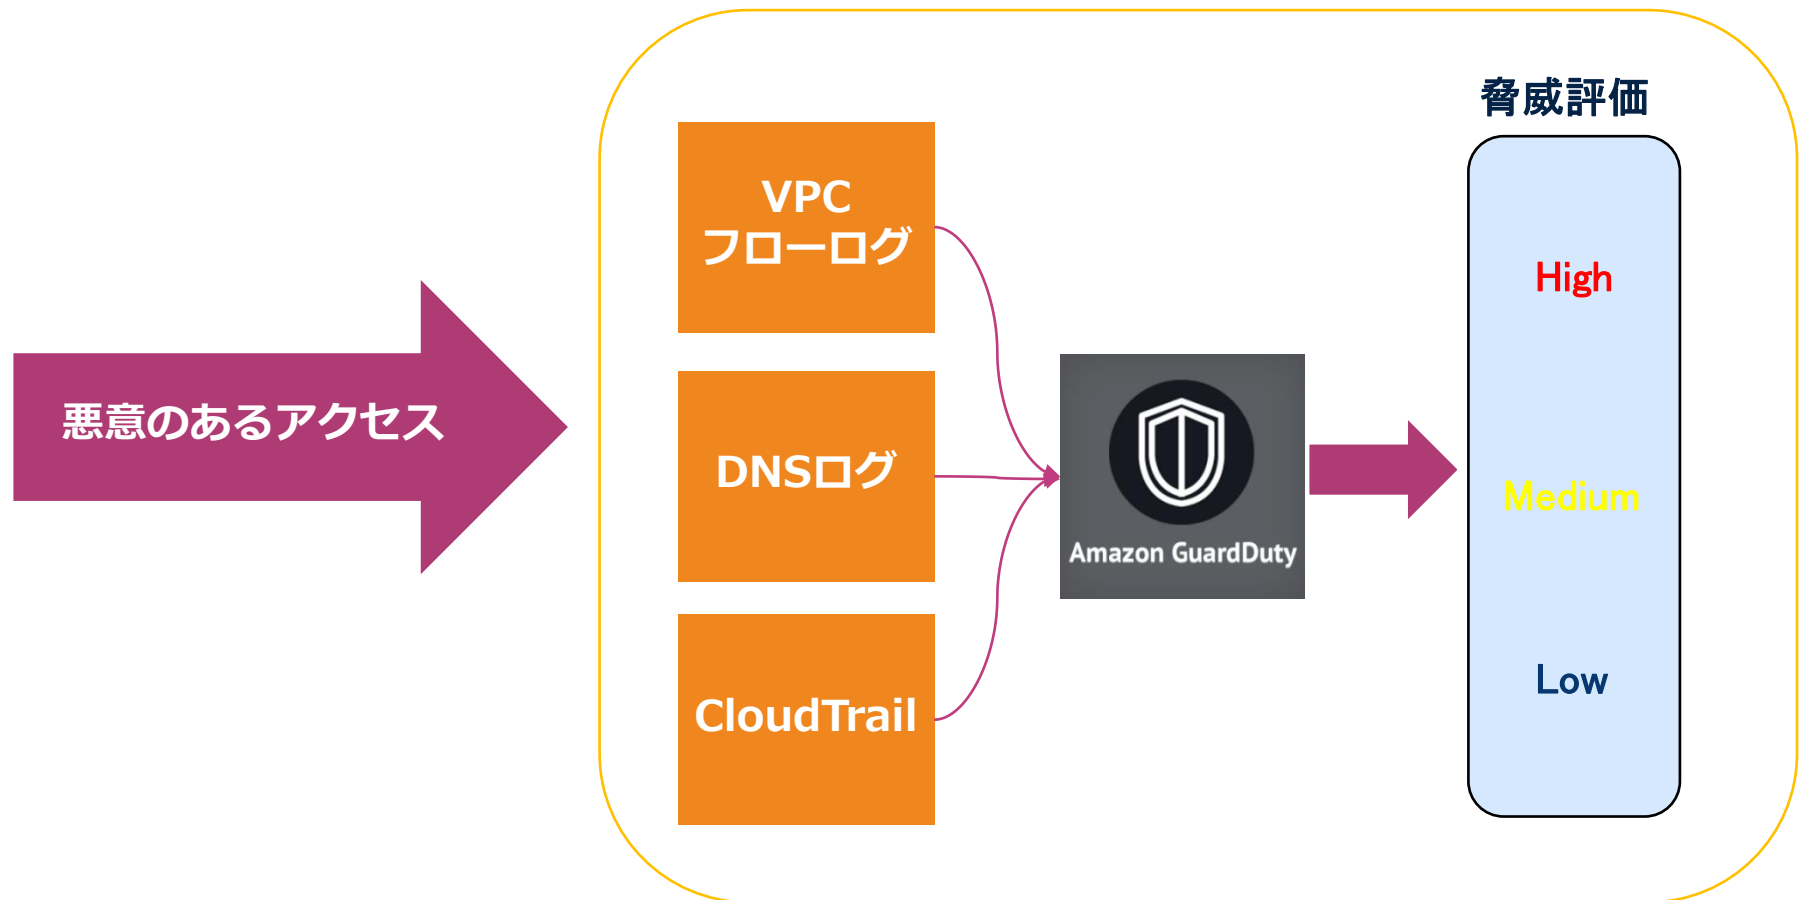 悪意のあるアクセス
VPC
フローログ
DNSログ
CloudTrail
Amazon GuardDuty
脅威評価
High
Medium
Low